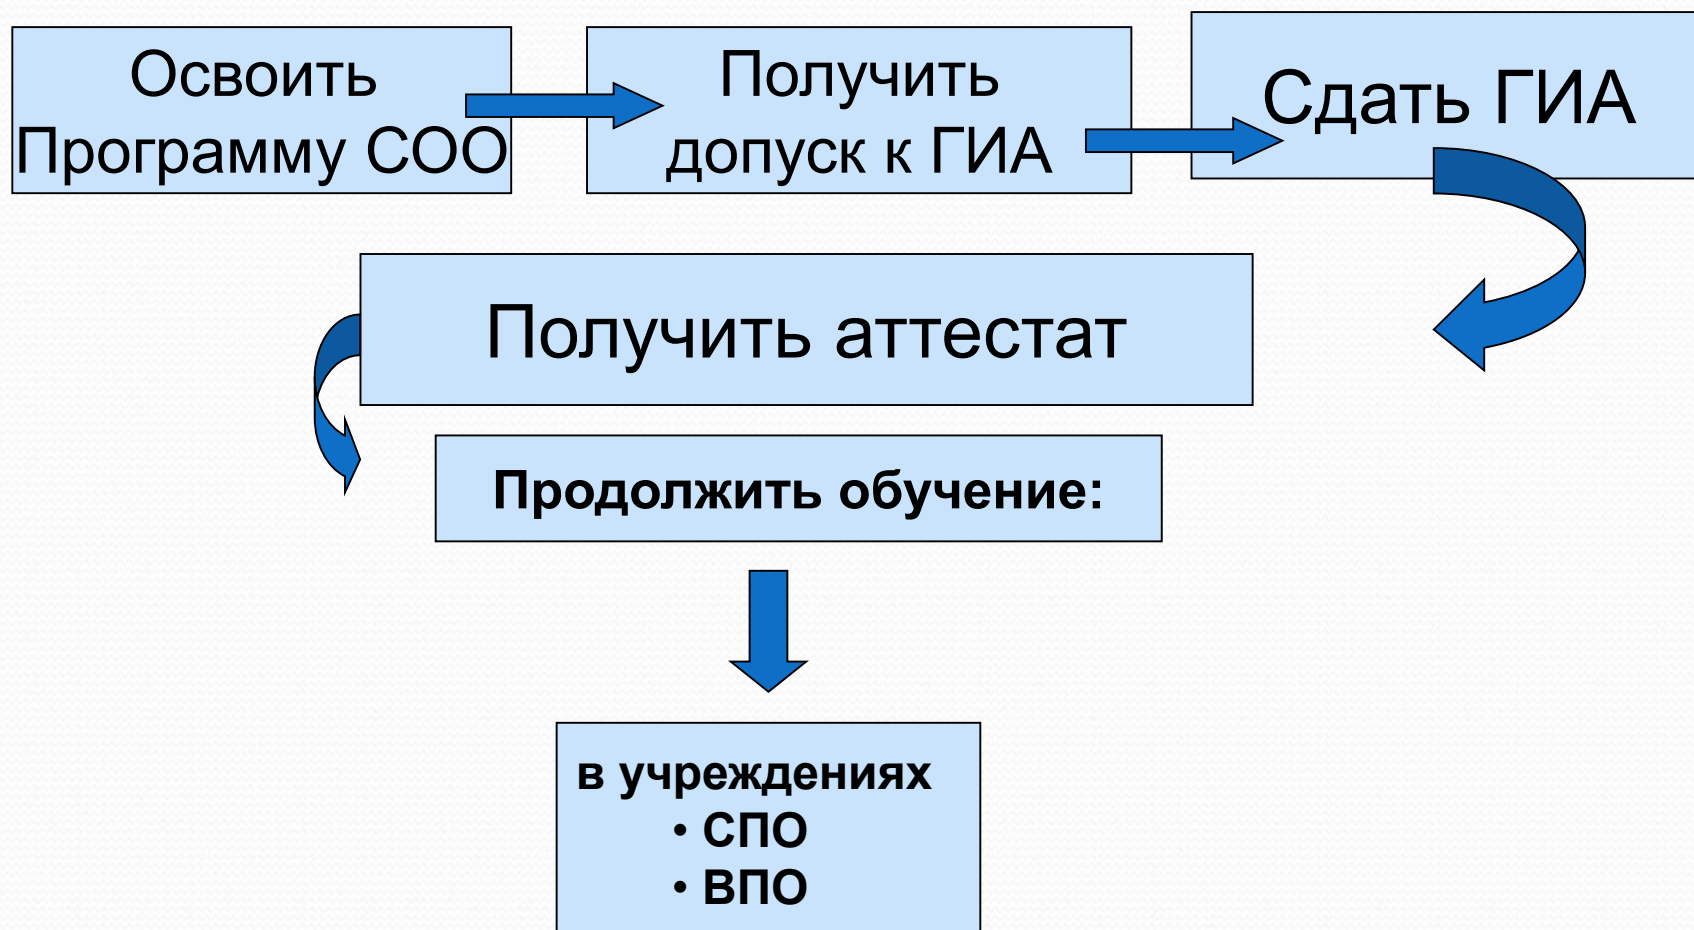 Освоить
Программу СОО
Получить
допуск к ГИА
Сдать ГИА
Получить аттестат
Продолжить обучение:
в учреждениях
• СПО
• ВПО